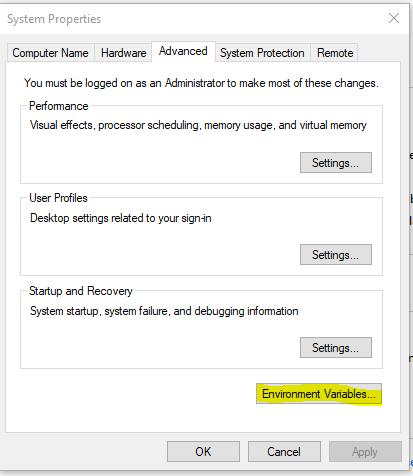 System Properties
Computer Name Hardware Advanced System Protection Remote
You must be logged on as an Administrator to make most of these changes.
Performance
Visual effects, processor scheduling, memory usage, and virtual memory
Settings...
User Profiles
Desktop settings related to your sign-in
Settings...
Startup and Recovery
System startup, system failure, and debugging information
Settings...
Environment Variables...
OK Cancel Apply